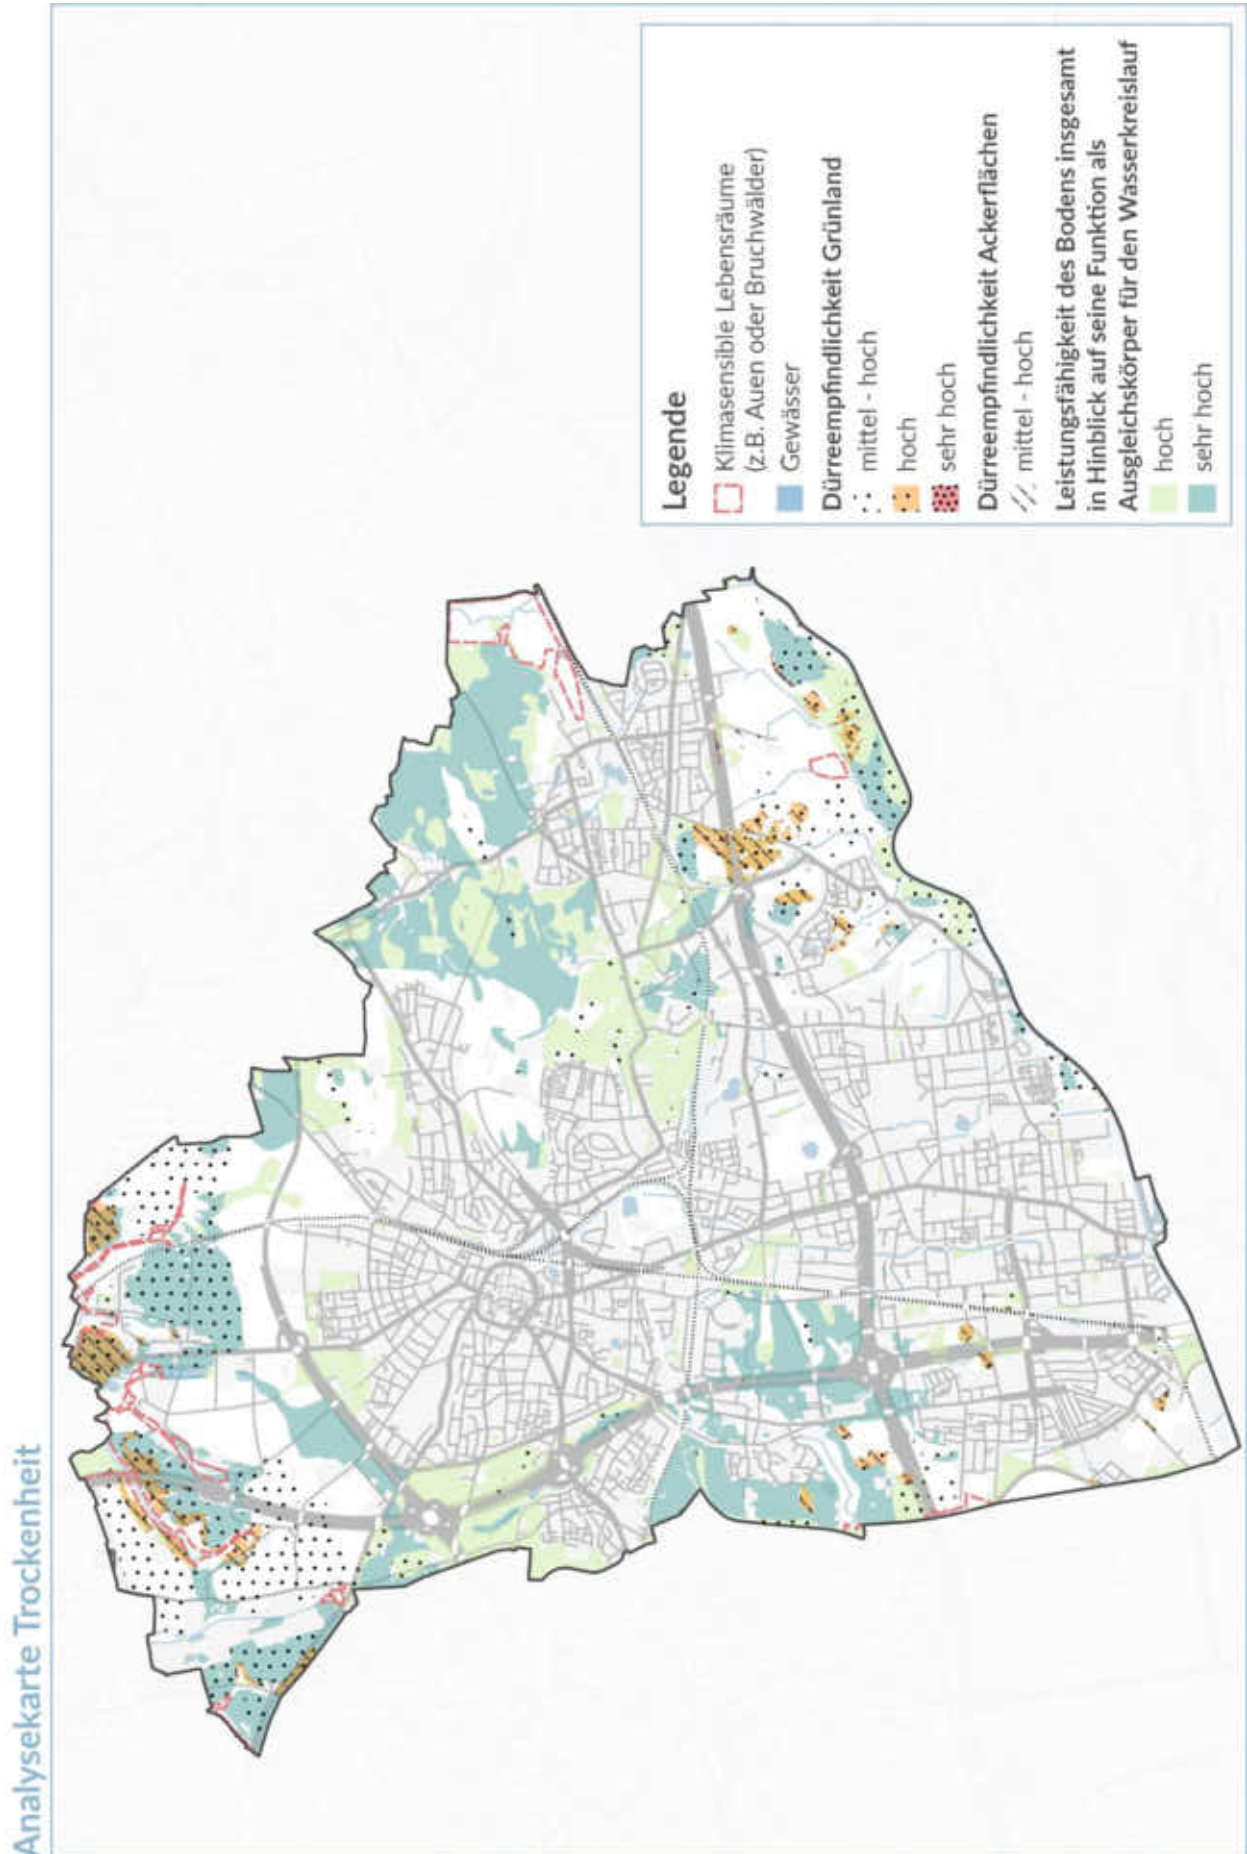 Analysekarte Trockenheit
Legende
Klimasensible Lebensräume
(z.B. Auen oder Bruchwälder)
Gewässer
Dürreempfindlichkeit Grünland
mittel - hoch
hoch
sehr hoch
Dürreempfindlichkeit Ackerflächen
mittel - hoch
Leistungsfähigkeit des Bodens insgesamt
in Hinblick auf seine Funktion als
Ausgleichskörper für den Wasserkreislauf
hoch
sehr hoch